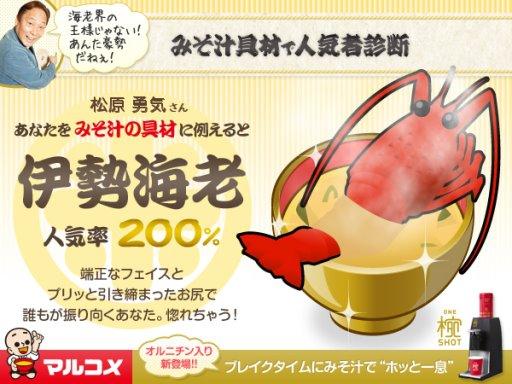 海老界の
王様じゃない!
あんた豪勢
だねぇ!
みそ汁具材で人気者診断
松原 勇気さん
あなたをみそ汁の具材に例えると
伊勢海老
人気率 200%
端正なフェイスと
プリッと引き締まったお尻で
誰もが振り向くあなた。惚れちゃう!
ONE
椀
SHOT
マルコメ
オルニチン入り
新登場!!
ブレイクタイムにみそ汁で"ホッと一息"